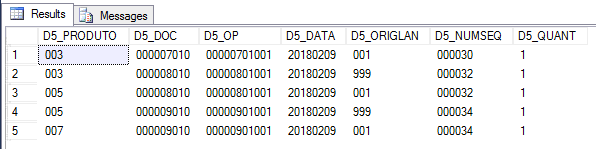 Results Messages
D5_PRODUTO D5_DOC D5_OP D5_DATA D5_ORIGLAN D5_NUMSEQ D5_QUANT
1 003 000007010 00000701001 20180209 001 000030 1
2 003 000008010 00000801001 20180209 999 000032 1
3 005 000008010 00000801001 20180209 001 000032 1
4 005 000009010 00000901001 20180209 999 000034 1
5 007 000009010 00000901001 20180209 001 000034 1